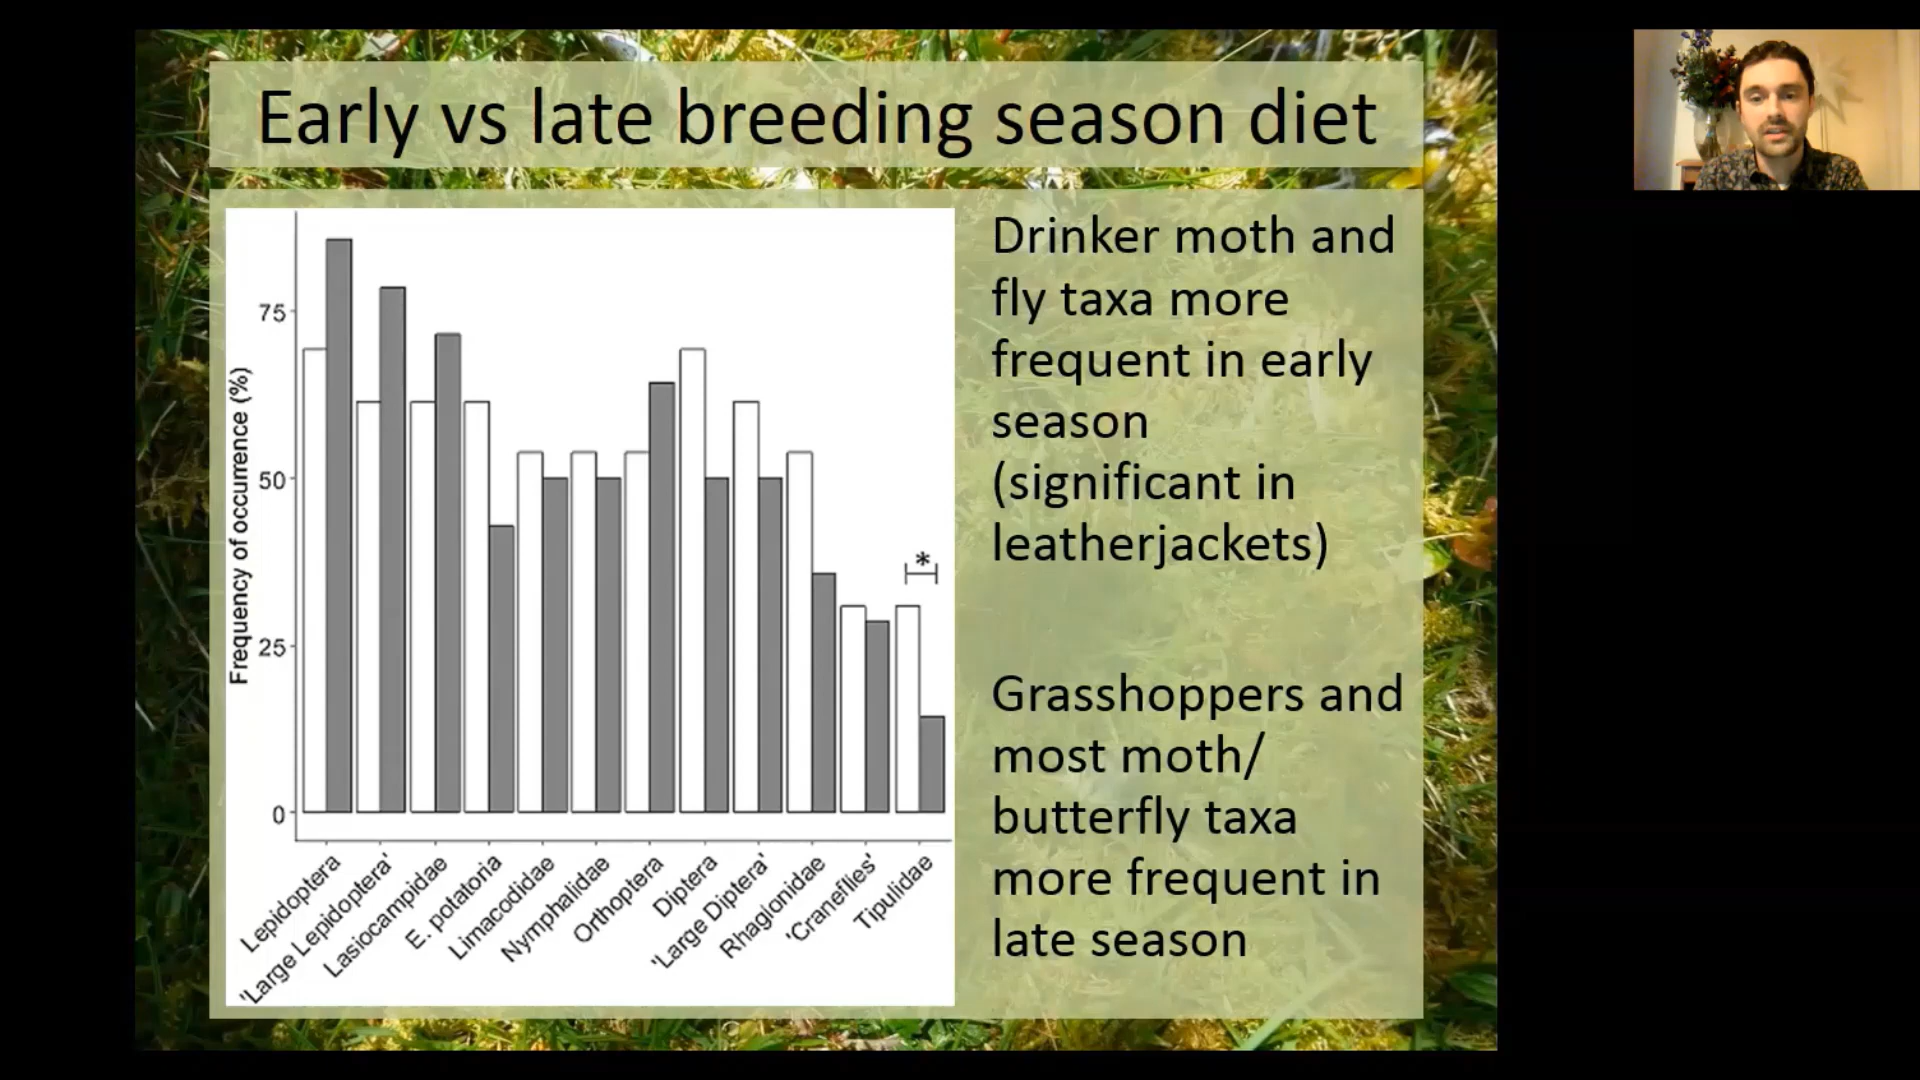 Early vs late breeding season diet
Drinker moth and
fly taxa more
frequent in early
season
(significant in
leatherjackets)
Grasshoppers and
most moth/
butterfly taxa
more frequent in
late season
Frequency of occurrence (%)
75
50
25
0
*
Lepidoptera
'Large Lepidoptera'
Lasiocampidae
E. potatoria
Limacodidae
Nymphalidae
Orthoptera
Diptera
'Large Diptera'
Rhagionidae
'Craneflies'
Tipulidae